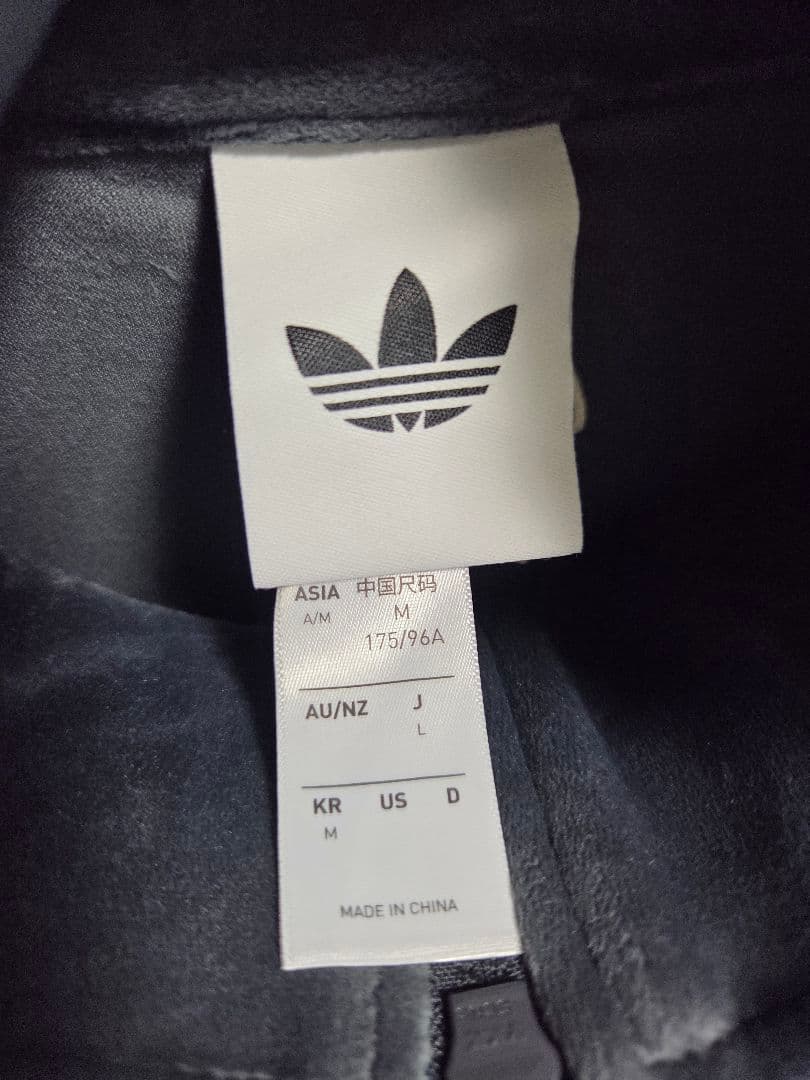 ASIA 中国尺码
A/M M
175/96A
AU/NZ J
L
KR US D
M
MADE IN CHINA